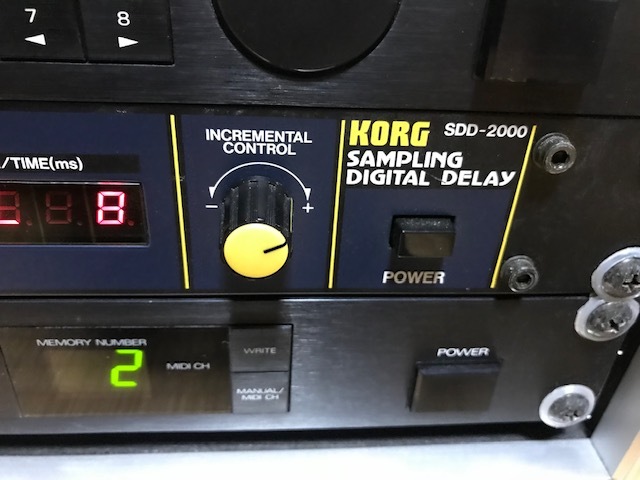 7 8
◄ ►
/TIME(ms)
8
INCREMENTAL
CONTROL
- +
KORG SDD-2000
SAMPLING
DIGITAL DELAY
POWER
MEMORY NUMBER
2
MIDI CH
WRITE
MANUAL/
MIDI CH
POWER